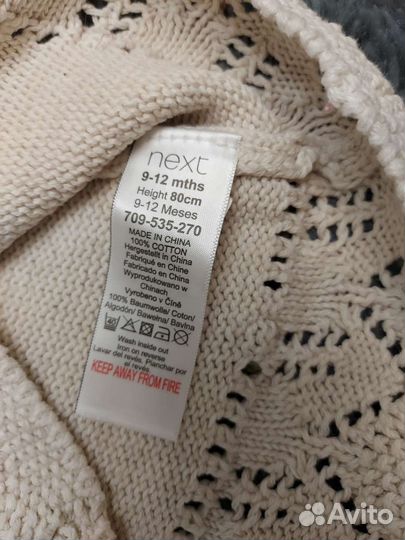 next
9-12 mths
Height 80cm
9-12 Meses
709-535-270
MADE IN CHINA
100% COTTON
Hergestellt in China
Fabriqué en Chine
Fabricado en China
Wyprodukowano w
Chinach
Vyrobeno v Číně
100% Baumwolle/ Coton/
Algodón/ Bawełna/ Bavlna
40
Wash inside out
Iron on reverse
Lavar del revés. Planchar por
el revés.
KEEP AWAY FROM FIRE
Avito